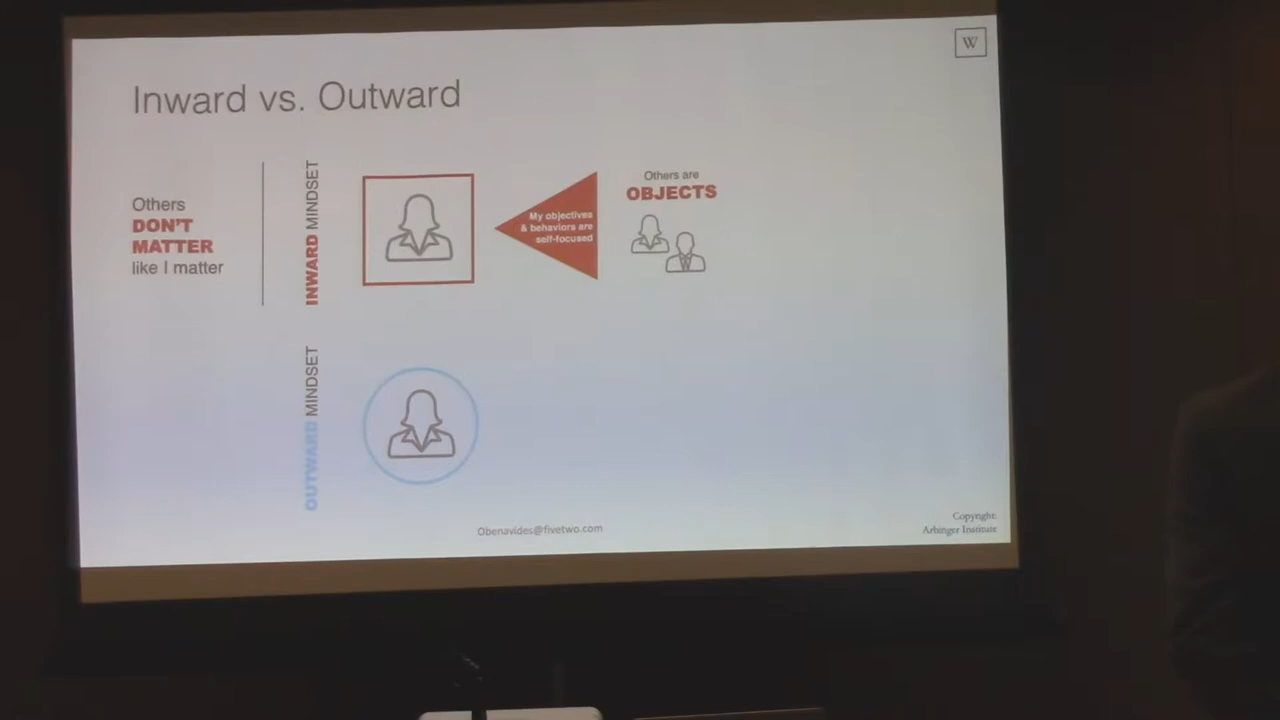 W
Inward vs. Outward
Others
DON'T
MATTER
like I matter
INWARD MINDSET
My objectives
& behaviors are
self-focused
Others are
OBJECTS
OUTWARD MINDSET
Obenavides@fivetwo.com
Copyright:
Arbinger Institute